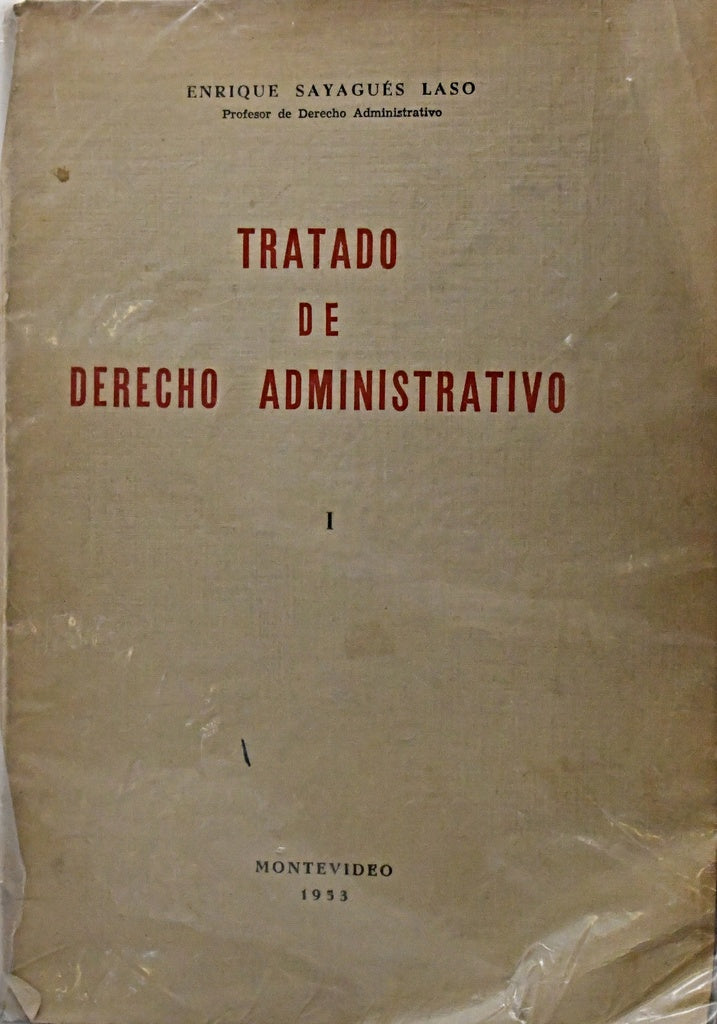 ENRIQUE SAYAGUÉS LASO
Profesor de Derecho Administrativo
TRATADO
DE
DERECHO ADMINISTRATIVO
I
MONTEVIDEO
1953